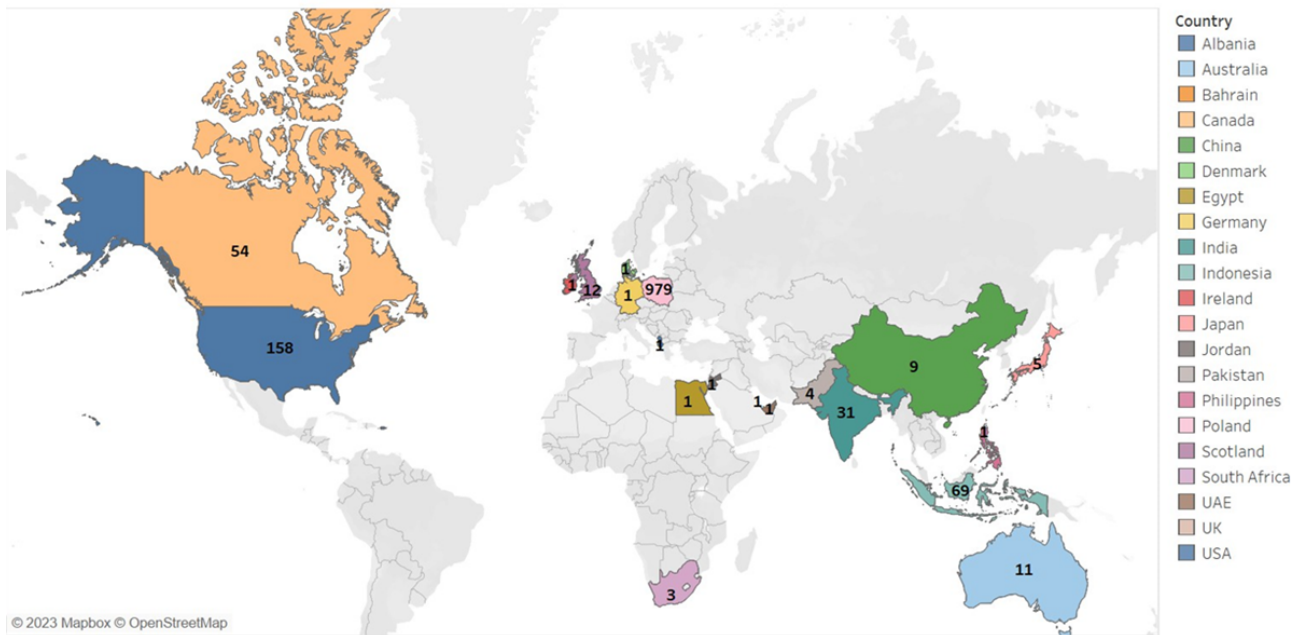 Country
Albania
Australia
Bahrain
Canada
China
Denmark
Egypt
Germany
India
Indonesia
Ireland
Japan
Jordan
Pakistan
Philippines
Poland
Scotland
South Africa
UAE
UK
USA
54
158
1
12
1
1
979
1
1
1
1
1
4
31
9
5
1
69
11
3
© 2023 Mapbox © OpenStreetMap